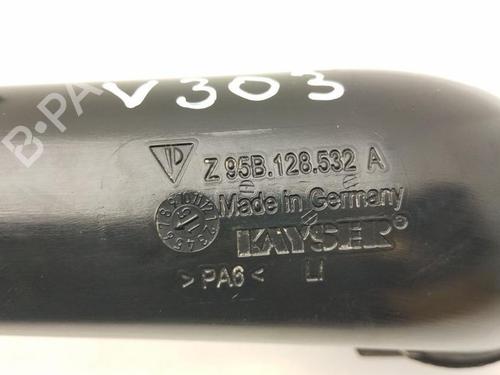 V303
B-PA
Z 95B.128.532 A
Made in Germany
KAYSER®
>PA6< LI